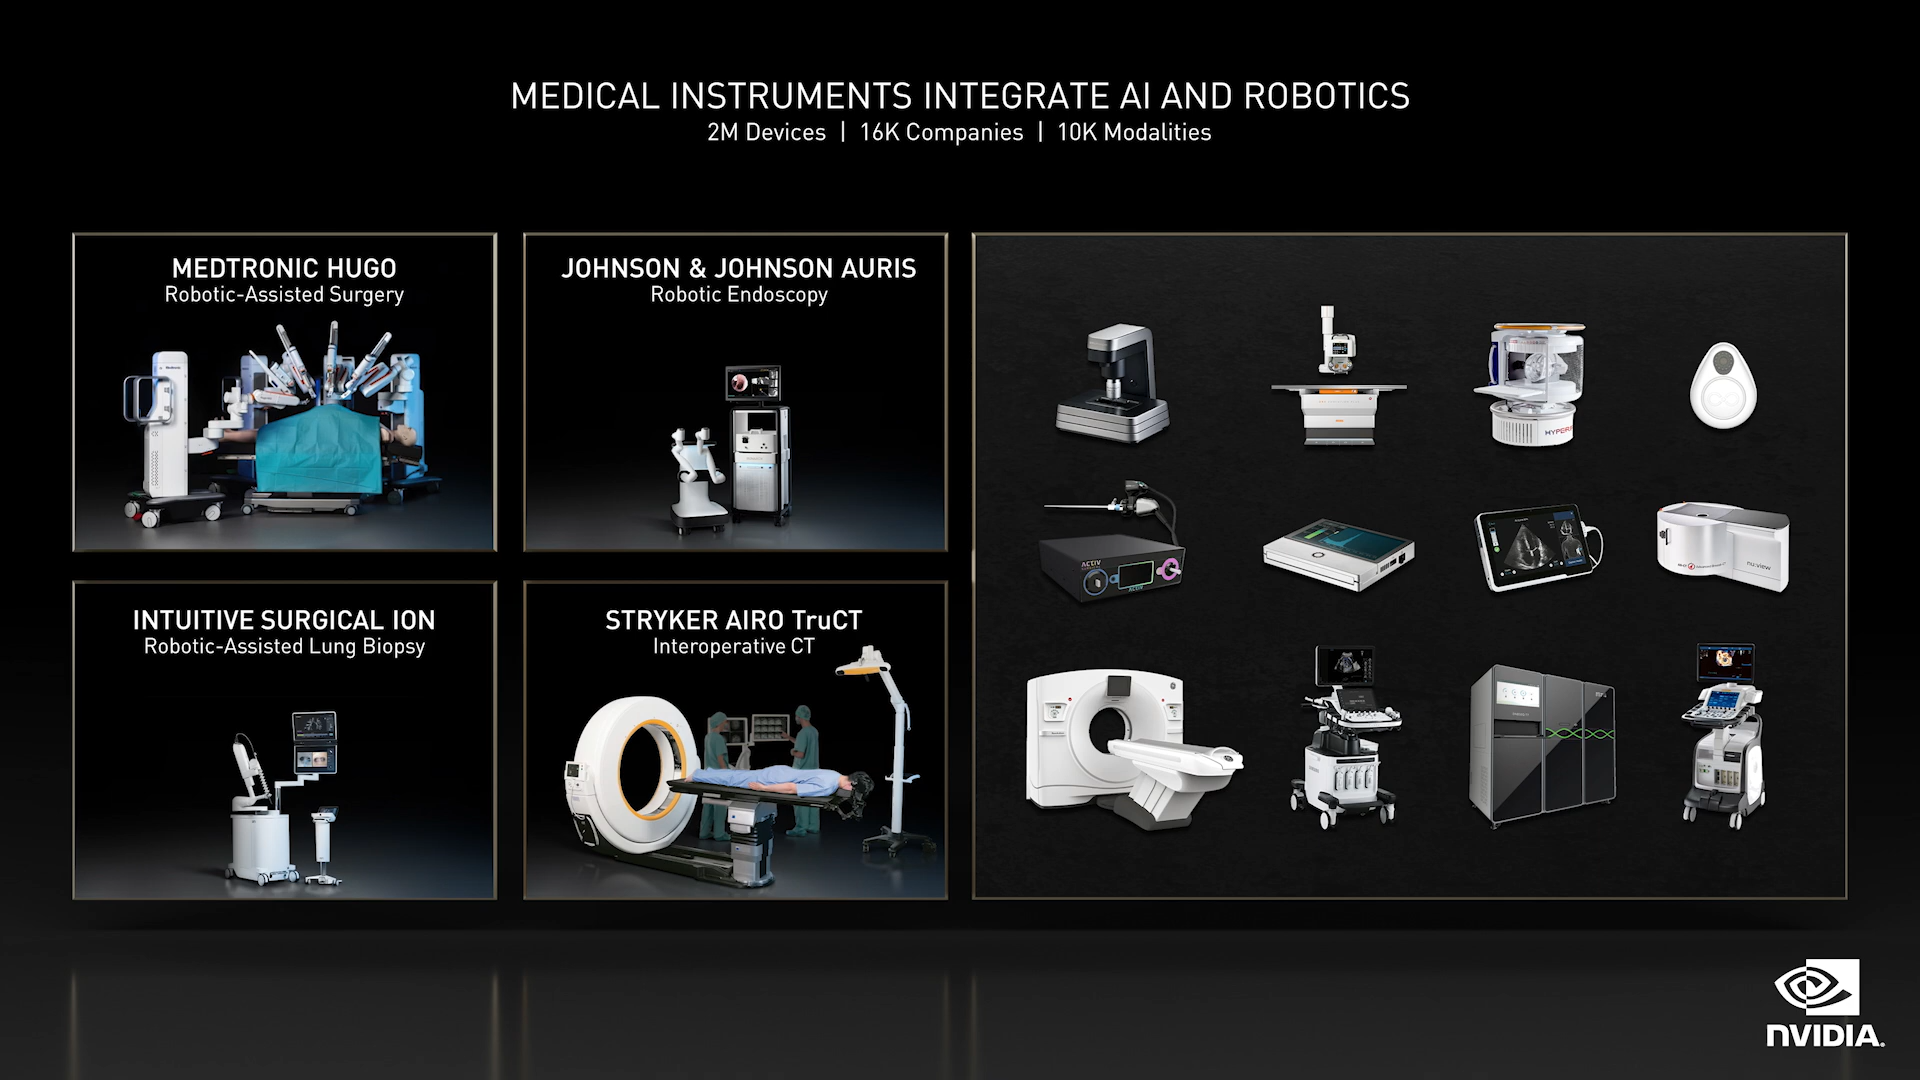 MEDICAL INSTRUMENTS INTEGRATE AI AND ROBOTICS
2M Devices | 16K Companies | 10K Modalities
MEDTRONIC HUGO
Robotic-Assisted Surgery
Medtronic
JOHNSON & JOHNSON AURIS
Robotic Endoscopy
INTUITIVE SURGICAL ION
Robotic-Assisted Lung Biopsy
STRYKER AIRO TruCT
Interoperative CT
ACTIV
nu:view
NVIDIA.